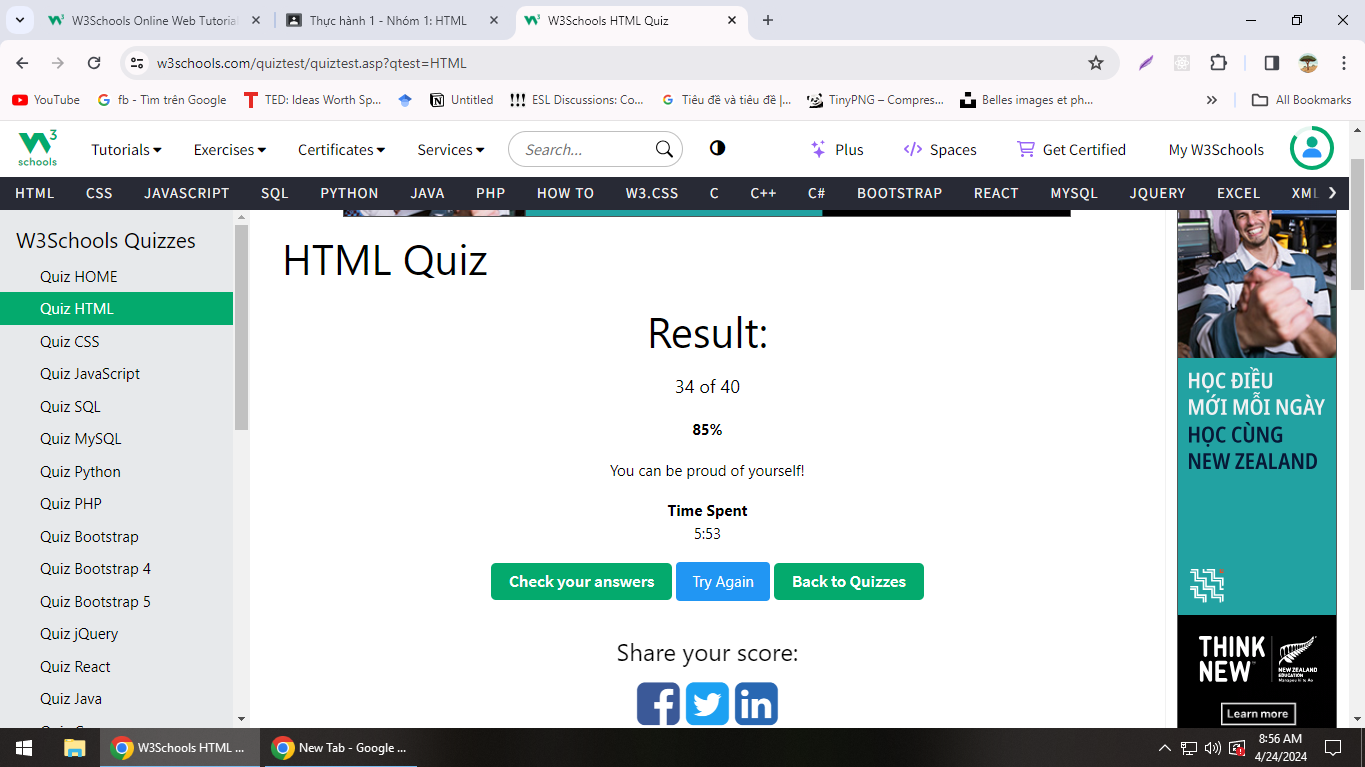 W3Schools Online Web Tutorial
Thực hành 1 - Nhóm 1: HTML
W3Schools HTML Quiz
w3schools.com/quiztest/quiztest.asp?qtest=HTML
YouTube
fb - Tìm trên Google
TED: Ideas Worth Sp...
Untitled
ESL Discussions: Co...
Tiêu đề và tiêu đề |...
TinyPNG – Compres...
Belles images et ph...
All Bookmarks
W3
schools
Tutorials
Exercises
Certificates
Services
Search...
Plus
Spaces
Get Certified
My W3Schools
HTML
CSS
JAVASCRIPT
SQL
PYTHON
JAVA
PHP
HOW TO
W3.CSS
C
C++
C#
BOOTSTRAP
REACT
MYSQL
JQUERY
EXCEL
XML
W3Schools Quizzes
Quiz HOME
Quiz HTML
Quiz CSS
Quiz JavaScript
Quiz SQL
Quiz MySQL
Quiz Python
Quiz PHP
Quiz Bootstrap
Quiz Bootstrap 4
Quiz Bootstrap 5
Quiz jQuery
Quiz React
Quiz Java
HTML Quiz
Result:
34 of 40
85%
You can be proud of yourself!
Time Spent
5:53
Check your answers
Try Again
Back to Quizzes
Share your score:
HỌC ĐIỀU
MỚI MỖI NGÀY
HỌC CÙNG
NEW ZEALAND
THINK
NEW
NEW ZEALAND
EDUCATION
Learn more
W3Schools HTML ...
New Tab - Google ...
8:56 AM
4/24/2024